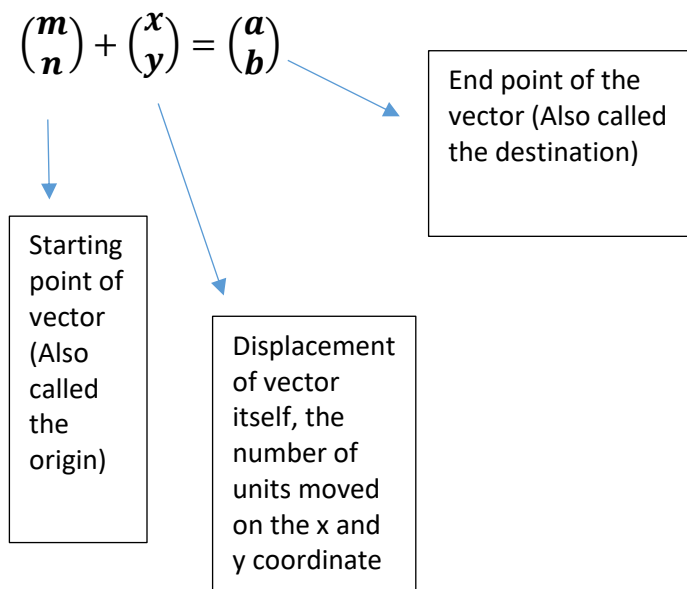 (m n) + (x y) = (a b)
End point of the
vector (Also called
the destination)
Starting
point of
vector
(Also
called
the
origin)
Displacement
of vector
itself, the
number of
units moved
on the x and
y coordinate